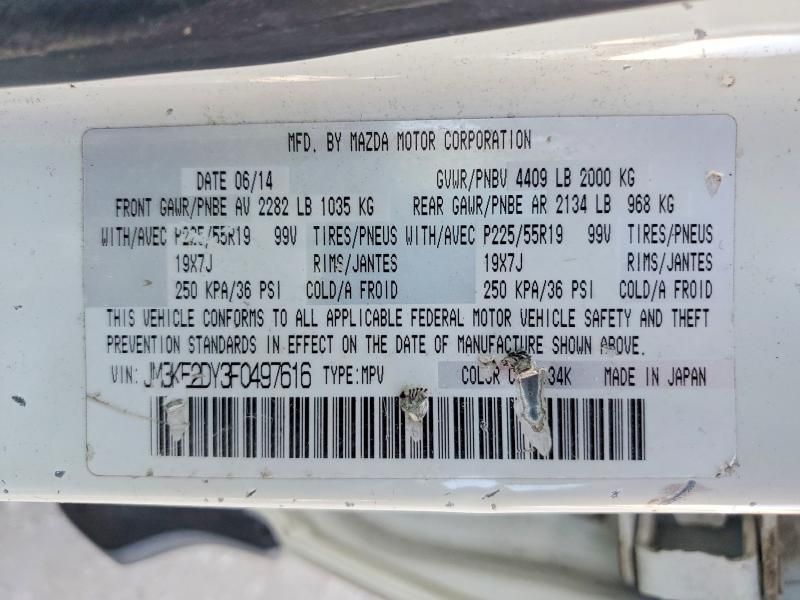 MFD. BY MAZDA MOTOR CORPORATION
DATE 06/14 GVWR/PNBV 4409 LB 2000 KG
FRONT GAWR/PNBE AV 2282 LB 1035 KG REAR GAWR/PNBE AR 2134 LB 968 KG
WITH/AVEC P225/55R19 99V TIRES/PNEUS WITH/AVEC P225/55R19 99V TIRES/PNEUS
19X7J RIMS/JANTES 19X7J RIMS/JANTES
250 KPA/36 PSI COLD/A FROID 250 KPA/36 PSI COLD/A FROID
THIS VEHICLE CONFORMS TO ALL APPLICABLE FEDERAL MOTOR VEHICLE SAFETY AND THEFT
PREVENTION STANDARDS IN EFFECT ON THE DATE OF MANUFACTURE SHOWN ABOVE.
VIN: JM3KE2DY3F0497616 TYPE: MPV COLOR 34K MADE IN JAPAN